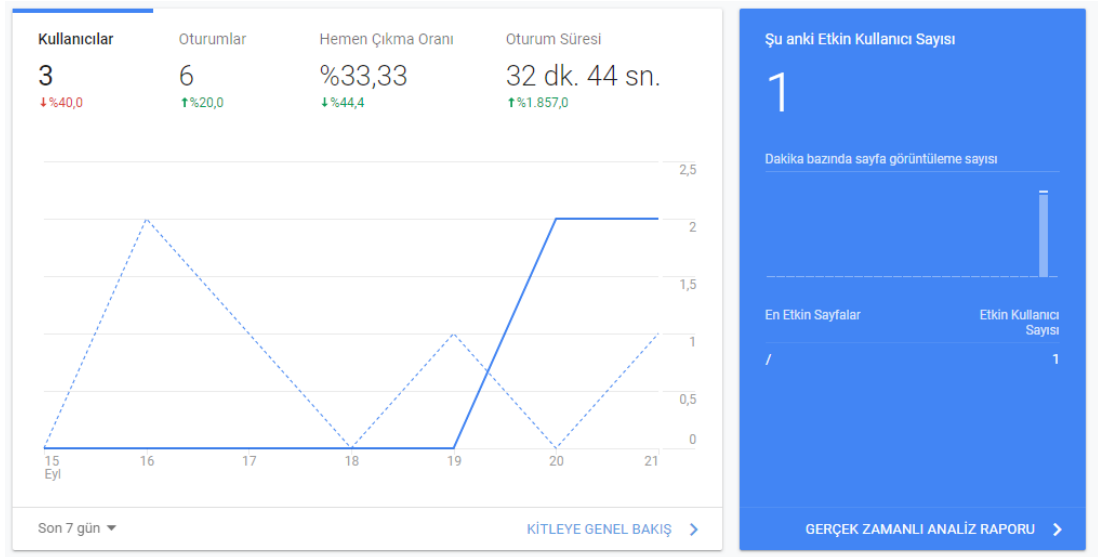 Kullanıcılar
3
↓%40,0
Oturumlar
6
↑%20,0
Hemen Çıkma Oranı
%33,33
↓%44,4
Oturum Süresi
32 dk. 44 sn.
↑%1.857,0
2,5
2
1,5
1
0,5
0
15 16 17 18 19 20 21
Eyl
Son 7 gün
KİTLEYE GENEL BAKIŞ
Şu anki Etkin Kullanıcı Sayısı
1
Dakika bazında sayfa görüntüleme sayısı
En Etkin Sayfalar
Etkin Kullanıcı
Sayısı
/ 1
GERÇEK ZAMANLI ANALİZ RAPORU